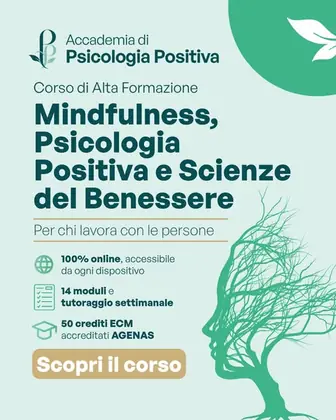 Accademia di
Psicologia Positiva
Corso di Alta Formazione
Mindfulness,
Psicologia
Positiva e Scienze
del Benessere
Per chi lavora con le persone
100% online, accessibile
da ogni dispositivo
14 moduli e
tutoraggio settimanale
50 crediti ECM
accreditati AGENAS
Scopri il corso